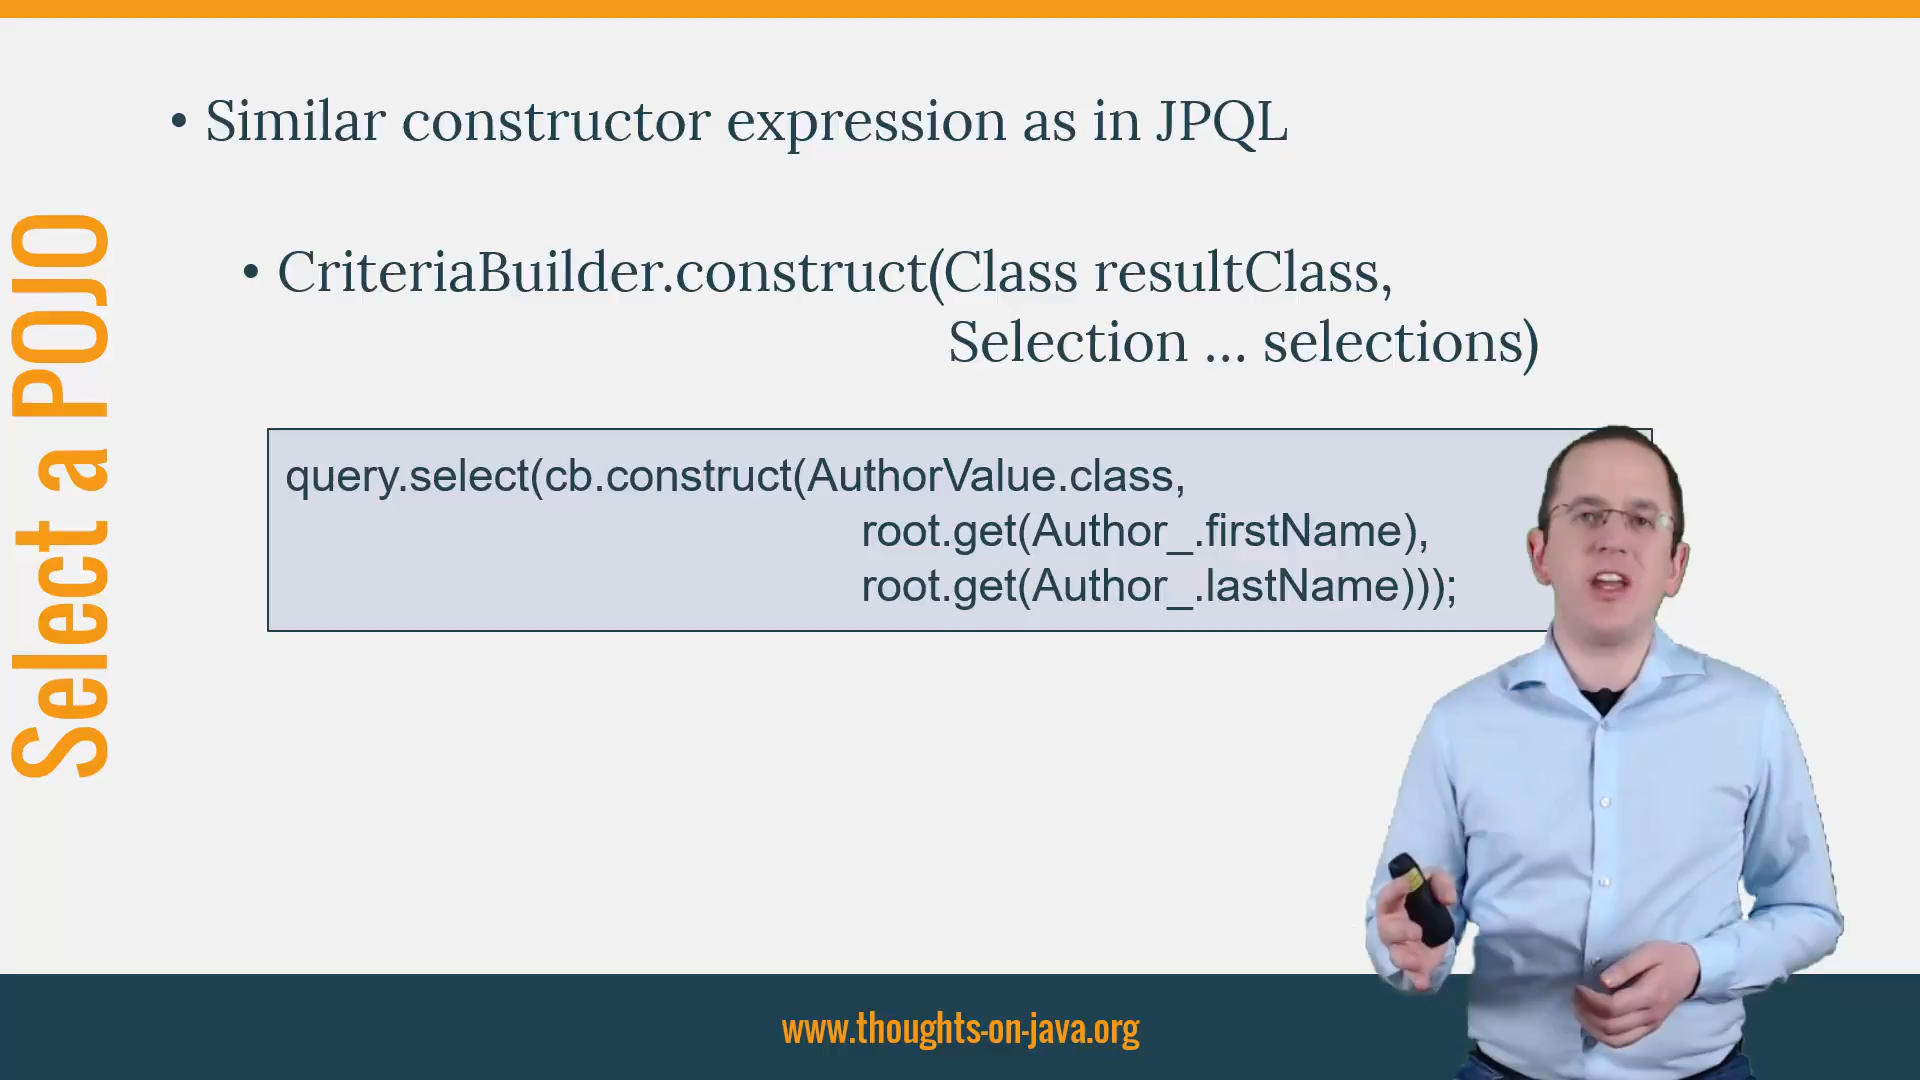 Select a POJO
• Similar constructor expression as in JPQL
• CriteriaBuilder.construct(Class resultClass,
Selection ... selections)
query.select(cb.construct(AuthorValue.class,
root.get(Author_.firstName),
root.get(Author_.lastName)));
www.thoughts-on-java.org